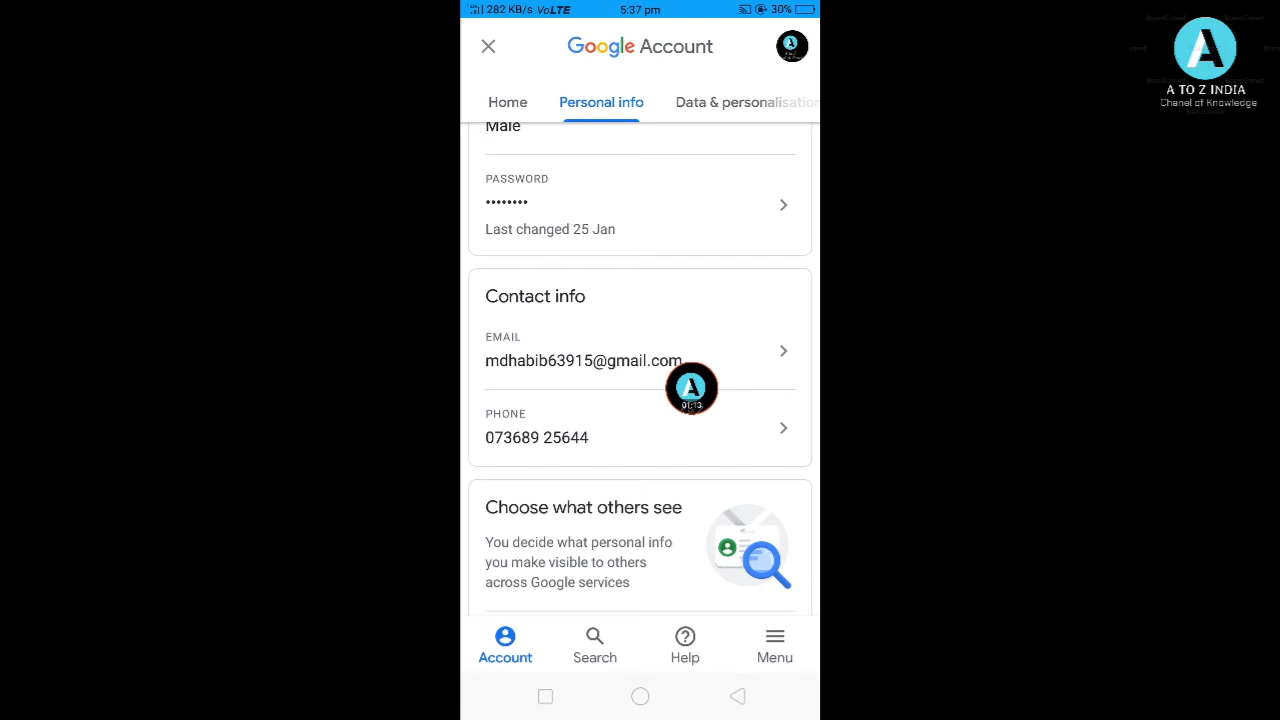 282 KB/s VoLTE 5:37 pm 30%
Google Account
Home Personal info Data & personalisation
Male
PASSWORD
••••••••
Last changed 25 Jan
Contact info
EMAIL
mdhabib63915@gmail.com
PHONE
073689 25644
Choose what others see
You decide what personal info
you make visible to others
across Google services
Account Search Help Menu
A
01:13
A
A TO Z INDIA
Chanel of Knowledge